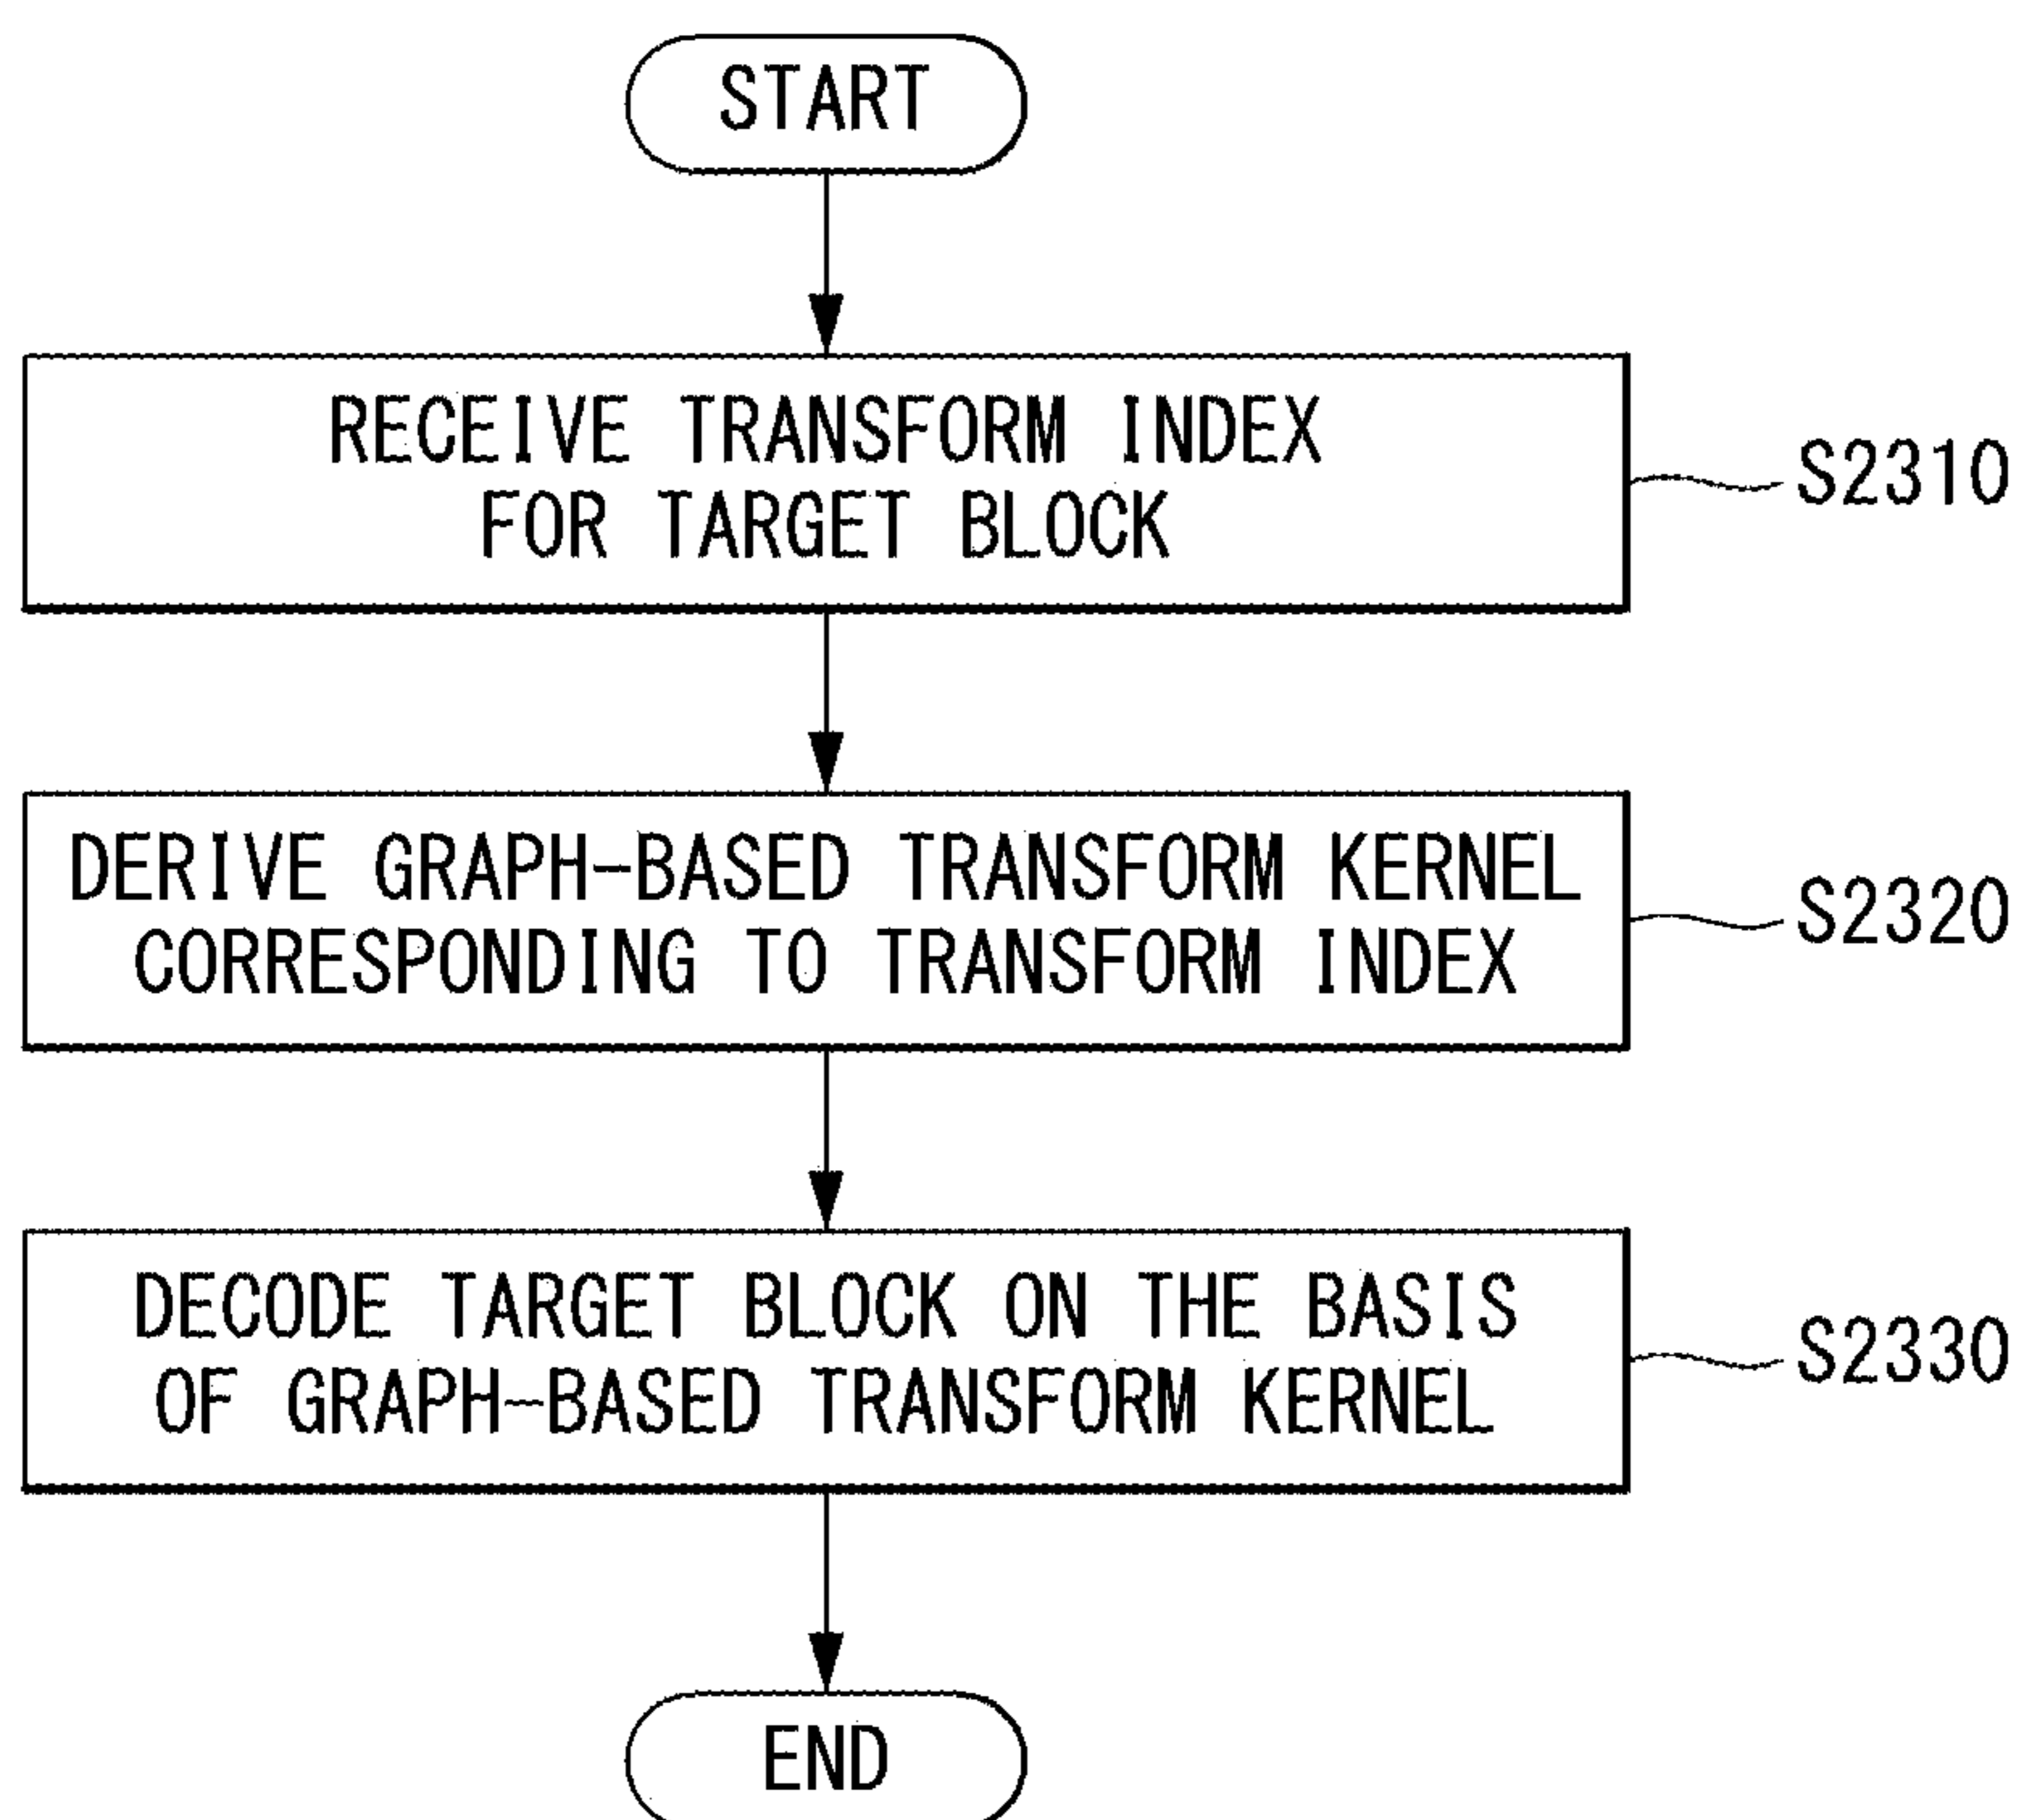 START
RECEIVE TRANSFORM INDEX
FOR TARGET BLOCK
S2310
DERIVE GRAPH-BASED TRANSFORM KERNEL
CORRESPONDING TO TRANSFORM INDEX
S2320
DECODE TARGET BLOCK ON THE BASIS
OF GRAPH-BASED TRANSFORM KERNEL
S2330
END